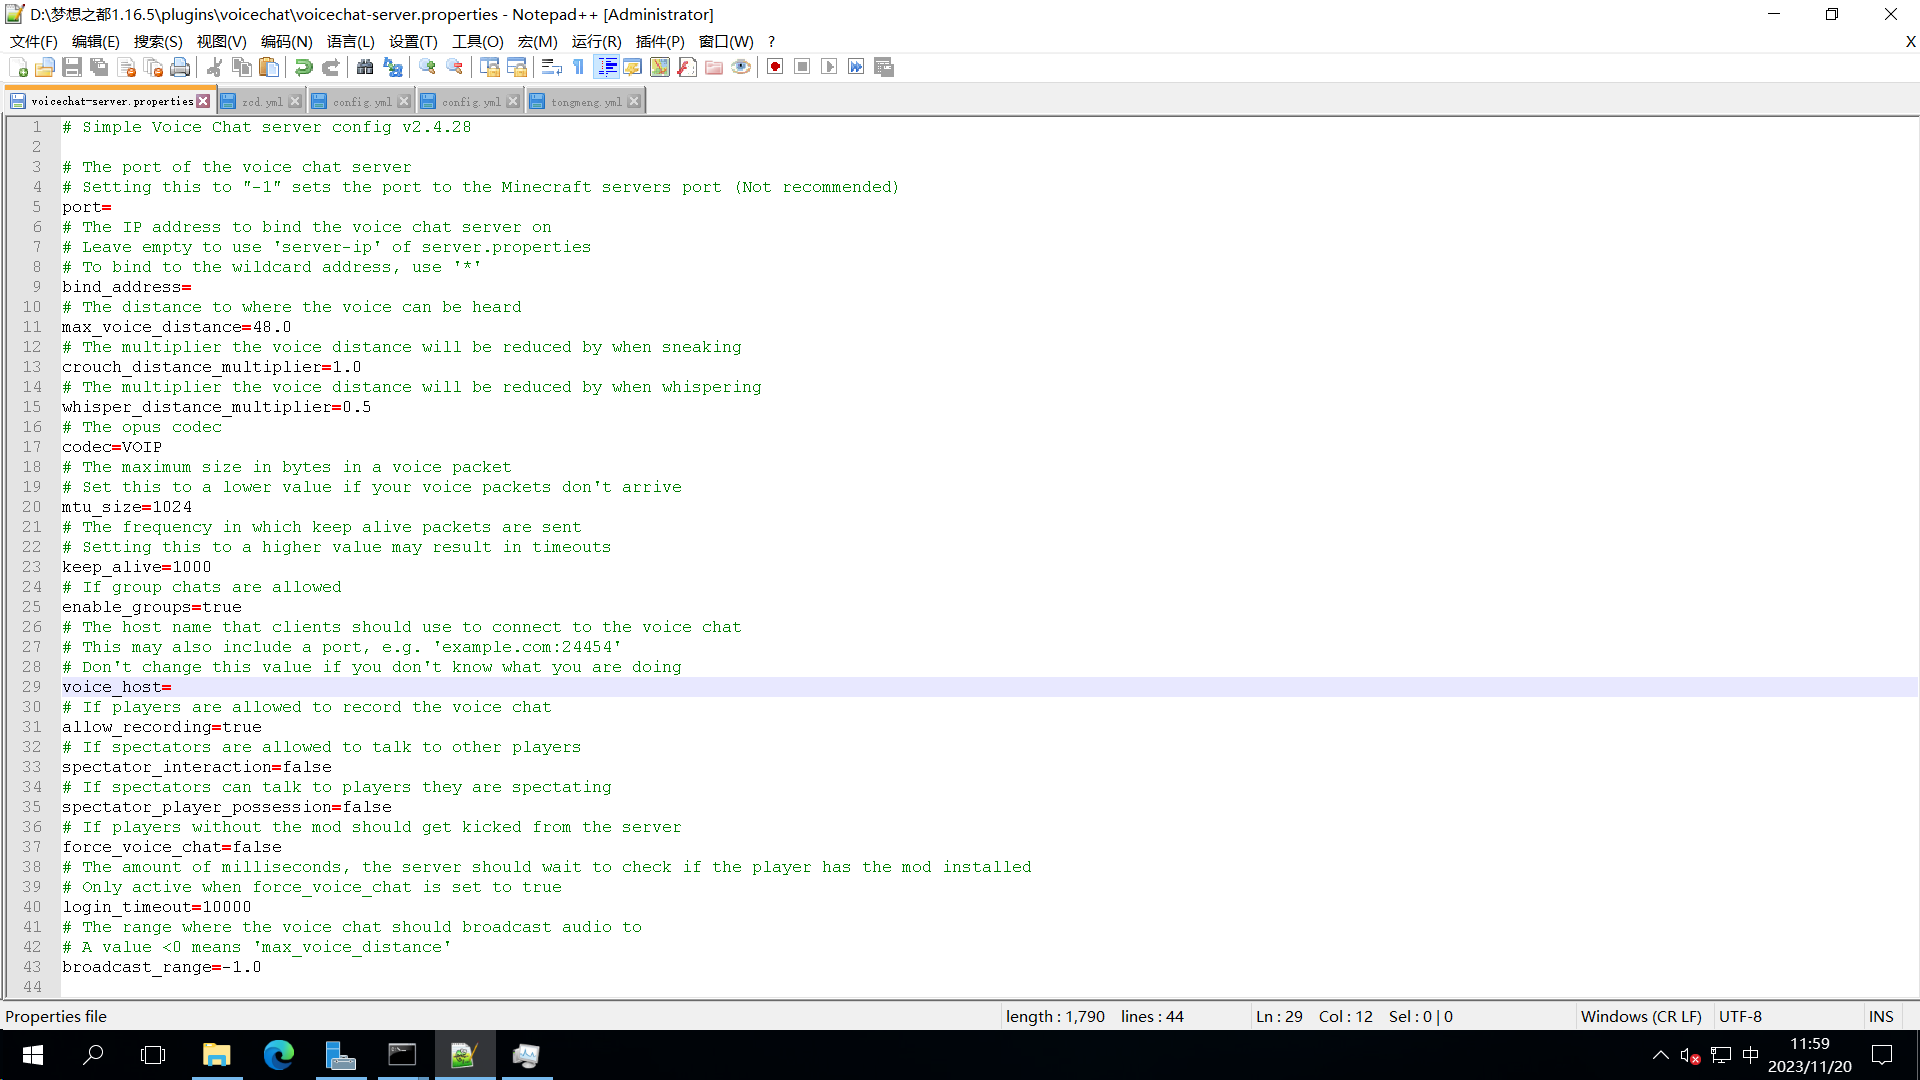 D:\梦想之都1.16.5\plugins\voicechat\voicechat-server.properties - Notepad++ [Administrator]
文件(F) 编辑(E) 搜索(S) 视图(V) 编码(N) 语言(L) 设置(T) 工具(O) 宏(M) 运行(R) 插件(P) 窗口(W) ? X
voicechat-server.properties zcd.yml config.yml config.yml tongmeng.yml
1 # Simple Voice Chat server config v2.4.28
2
3 # The port of the voice chat server
4 # Setting this to "-1" sets the port to the Minecraft servers port (Not recommended)
5 port=
6 # The IP address to bind the voice chat server on
7 # Leave empty to use 'server-ip' of server.properties
8 # To bind to the wildcard address, use '*'
9 bind_address=
10 # The distance to where the voice can be heard
11 max_voice_distance=48.0
12 # The multiplier the voice distance will be reduced by when sneaking
13 crouch_distance_multiplier=1.0
14 # The multiplier the voice distance will be reduced by when whispering
15 whisper_distance_multiplier=0.5
16 # The opus codec
17 codec=VOIP
18 # The maximum size in bytes in a voice packet
19 # Set this to a lower value if your voice packets don't arrive
20 mtu_size=1024
21 # The frequency in which keep alive packets are sent
22 # Setting this to a higher value may result in timeouts
23 keep_alive=1000
24 # If group chats are allowed
25 enable_groups=true
26 # The host name that clients should use to connect to the voice chat
27 # This may also include a port, e.g. 'example.com:24454'
28 # Don't change this value if you don't know what you are doing
29 voice_host=
30 # If players are allowed to record the voice chat
31 allow_recording=true
32 # If spectators are allowed to talk to other players
33 spectator_interaction=false
34 # If spectators can talk to players they are spectating
35 spectator_player_possession=false
36 # If players without the mod should get kicked from the server
37 force_voice_chat=false
38 # The amount of milliseconds, the server should wait to check if the player has the mod installed
39 # Only active when force_voice_chat is set to true
40 login_timeout=10000
41 # The range where the voice chat should broadcast audio to
42 # A value <0 means 'max_voice_distance'
43 broadcast_range=-1.0
44
Properties file length : 1,790 lines : 44 Ln : 29 Col : 12 Sel : 0 | 0 Windows (CR LF) UTF-8 INS
中 11:59
2023/11/20